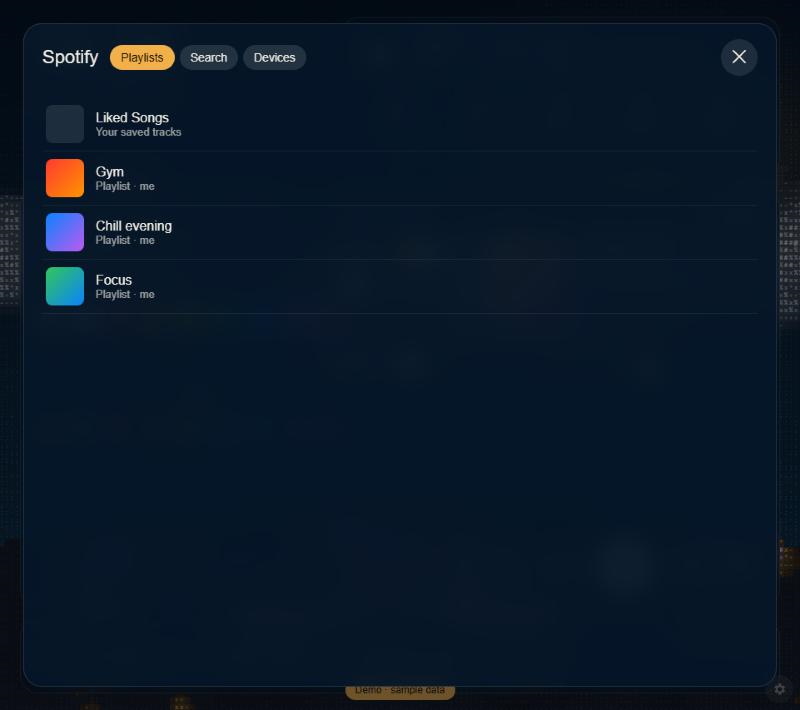 Spotify Playlists Search Devices
Liked Songs
Your saved tracks
Gym
Playlist · me
Chill evening
Playlist · me
Focus
Playlist · me
Demo · sample data